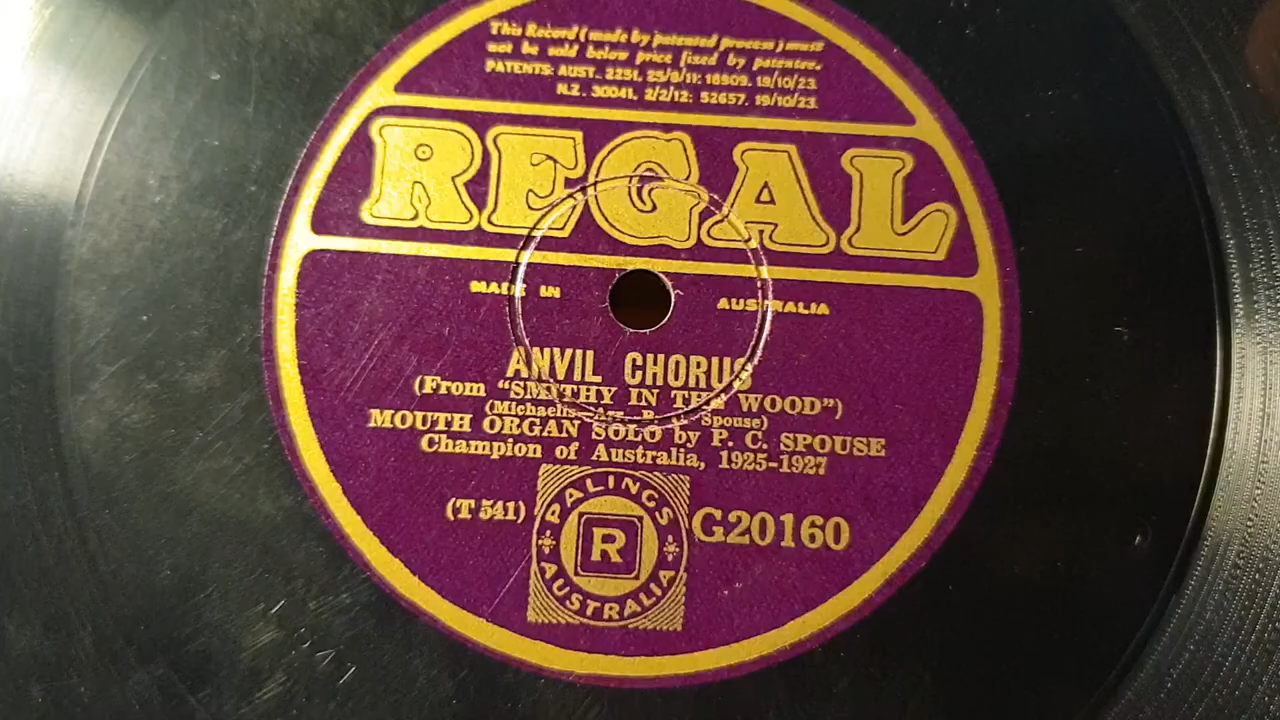 This Record (made by patented process) must
not be sold below price fixed by patentee.
PATENTS: AUST. 2251, 25/8/11: 16909, 19/10/23.
N.Z. 30041, 2/2/12: 52657, 19/10/23.
REGAL
MADE IN AUSTRALIA
ANVIL CHORUS
(From "SMITHY IN THE WOOD")
(Michaelis—Arr. P. C. Spouse)
MOUTH ORGAN SOLO by P. C. SPOUSE
Champion of Australia, 1925-1927
(T 541)
PALINGS
R
AUSTRALIA
G20160